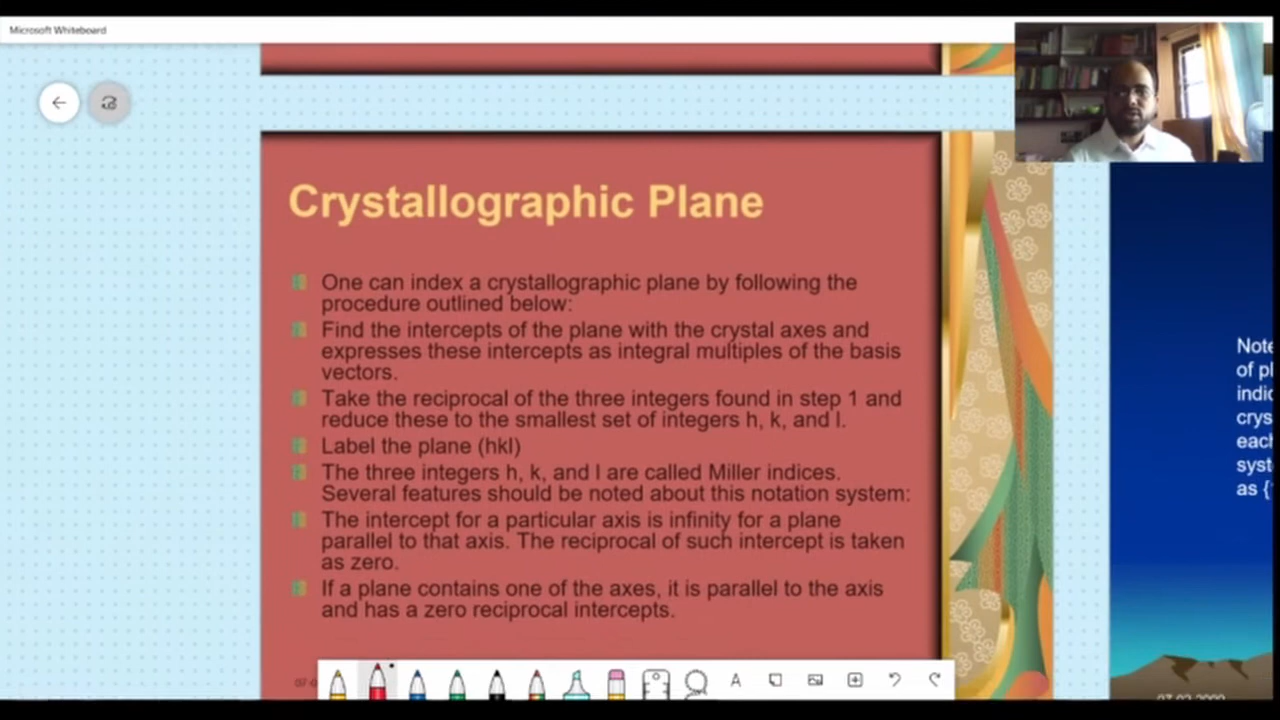 Microsoft Whiteboard
Crystallographic Plane
One can index a crystallographic plane by following the
procedure outlined below:
Find the intercepts of the plane with the crystal axes and
expresses these intercepts as integral multiples of the basis
vectors.
Take the reciprocal of the three integers found in step 1 and
reduce these to the smallest set of integers h, k, and l.
Label the plane (hkl)
The three integers h, k, and l are called Miller indices.
Several features should be noted about this notation system:
The intercept for a particular axis is infinity for a plane
parallel to that axis. The reciprocal of such intercept is taken
as zero.
If a plane contains one of the axes, it is parallel to the axis
and has a zero reciprocal intercepts.
Note
of
each
as {
A